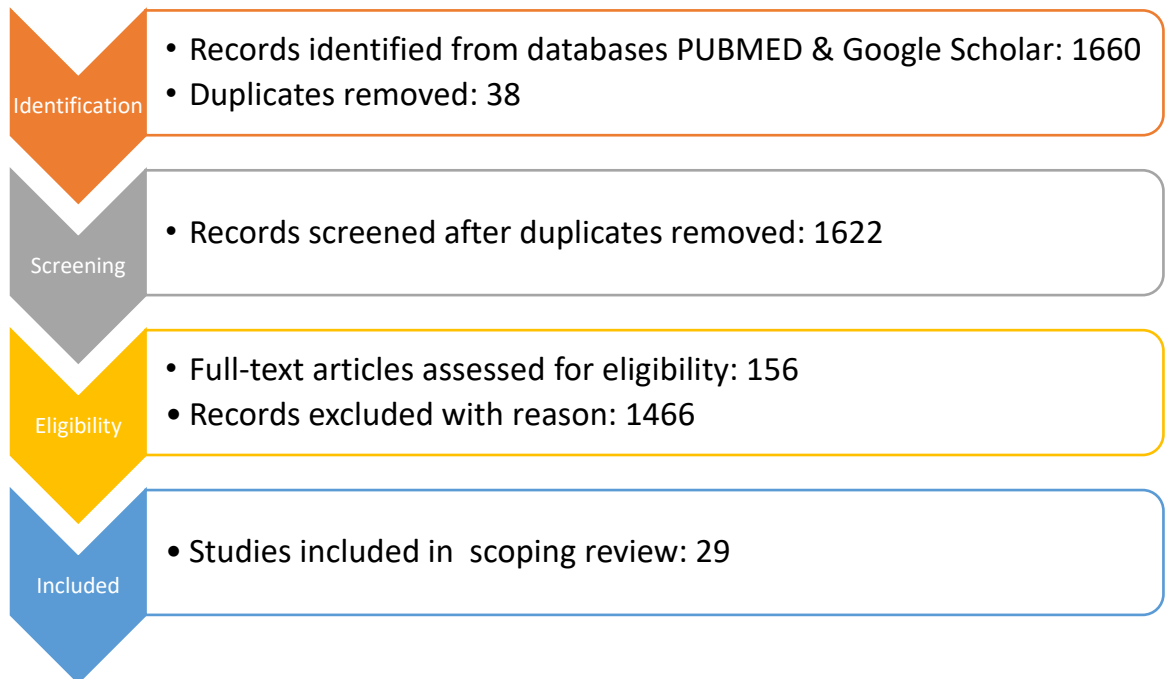 Identification
• Records identified from databases PUBMED & Google Scholar: 1660
• Duplicates removed: 38
Screening
• Records screened after duplicates removed: 1622
Eligibility
• Full-text articles assessed for eligibility: 156
• Records excluded with reason: 1466
Included
• Studies included in  scoping review: 29